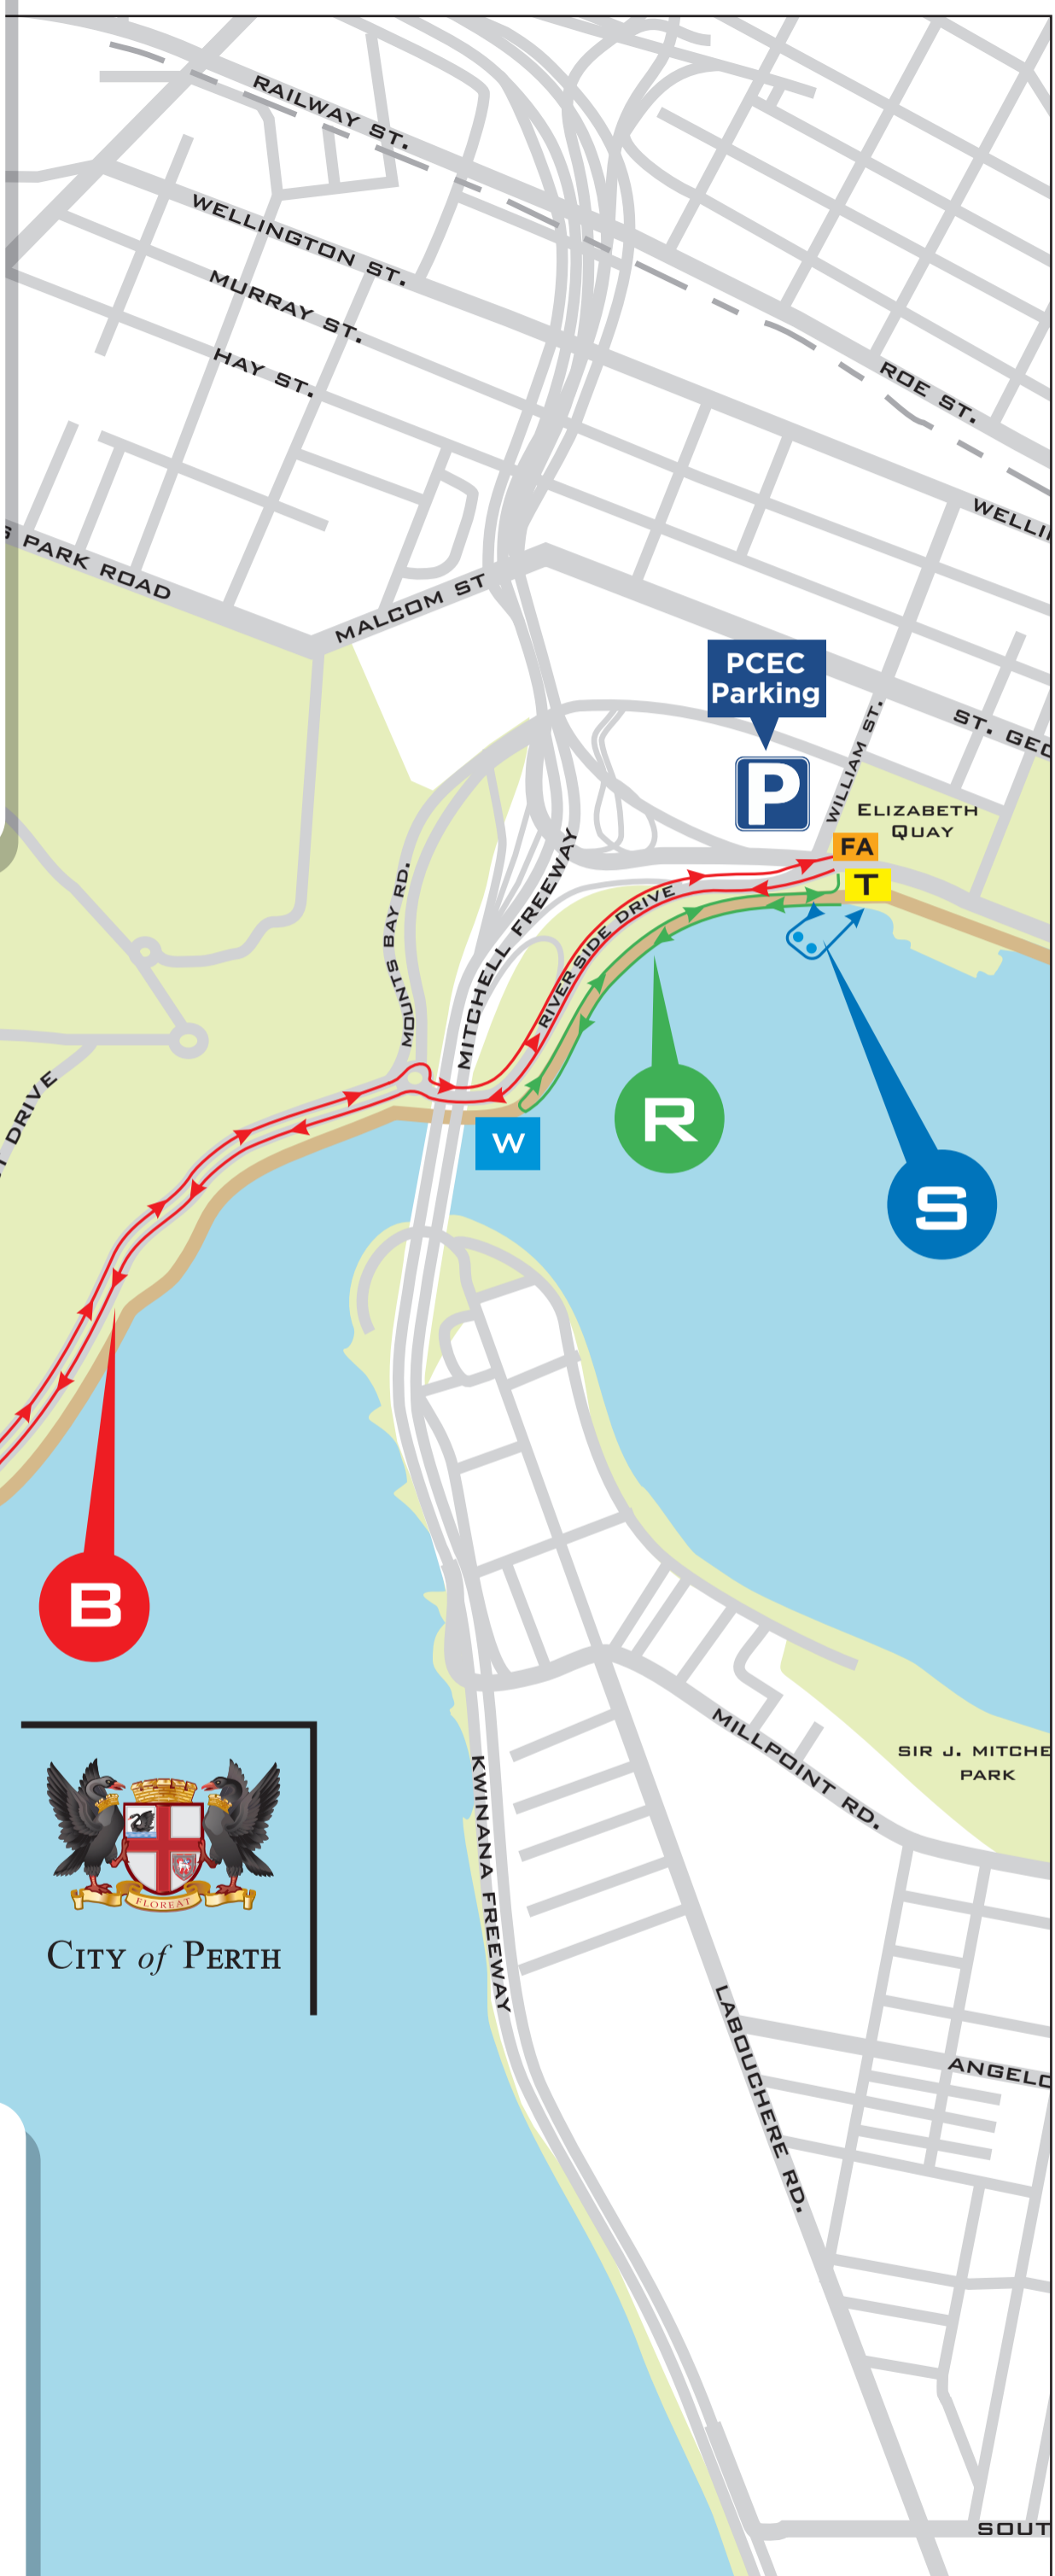 RAILWAY ST.
WELLINGTON ST.
MURRAY ST.
HAY ST.
ROE ST.
WELLI
S PARK ROAD
MALCOM ST
PCEC
Parking
P
ST. GEO
WILLIAM ST.
ELIZABETH
QUAY
FA
T
MOUNTS BAY RD.
MITCHELL FREEWAY
RIVERSIDE DRIVE
DRIVE
W
R
S
B
MILLPOINT RD.
SIR J. MITCHE
PARK
KWINANA FREEWAY
FLOREAT
CITY of PERTH
LABOUCHERE RD.
ANGELO
SOUT